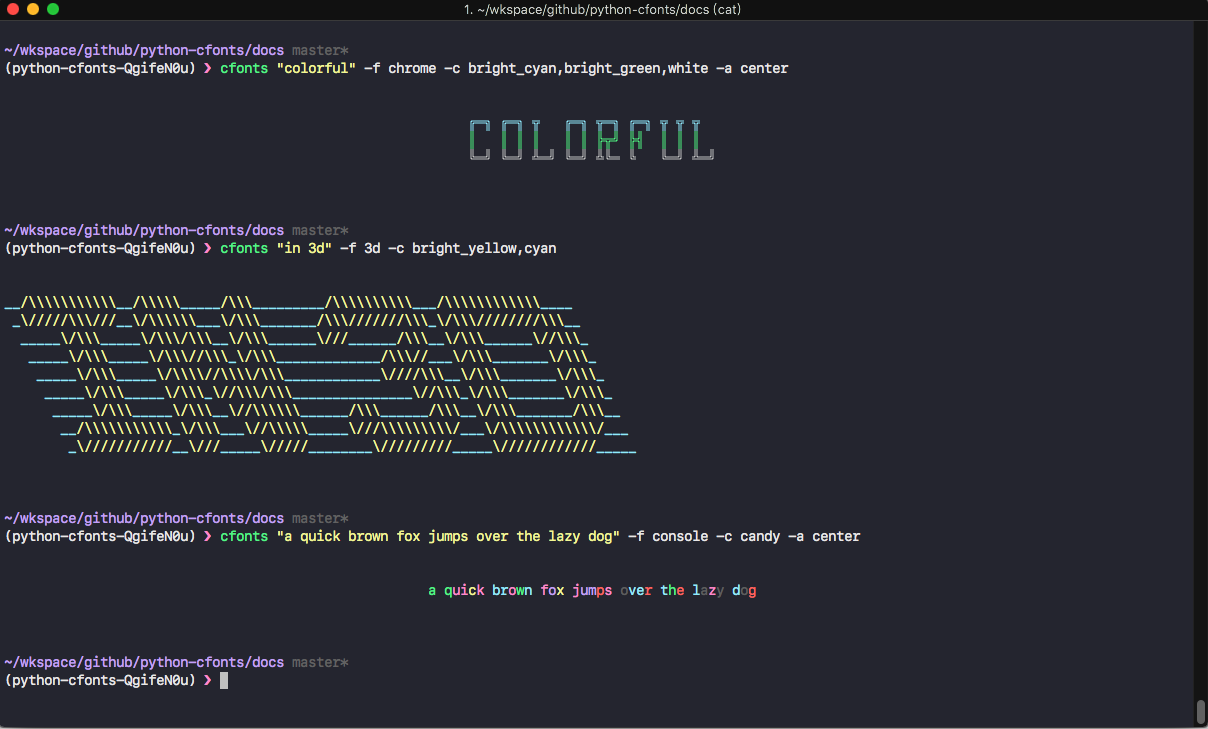 1. ~/wkspace/github/python-cfonts/docs (cat)
~/wkspace/github/python-cfonts/docs master*
(python-cfonts-QgifeN0u) ❯ cfonts "colorful" -f chrome -c bright_cyan,bright_green,white -a center
COLORFUL
~/wkspace/github/python-cfonts/docs master*
(python-cfonts-QgifeN0u) ❯ cfonts "in 3d" -f 3d -c bright_yellow,cyan
IN 3D
~/wkspace/github/python-cfonts/docs master*
(python-cfonts-QgifeN0u) ❯ cfonts "a quick brown fox jumps over the lazy dog" -f console -c candy -a center
a quick brown fox jumps over the lazy dog
~/wkspace/github/python-cfonts/docs master*
(python-cfonts-QgifeN0u) ❯